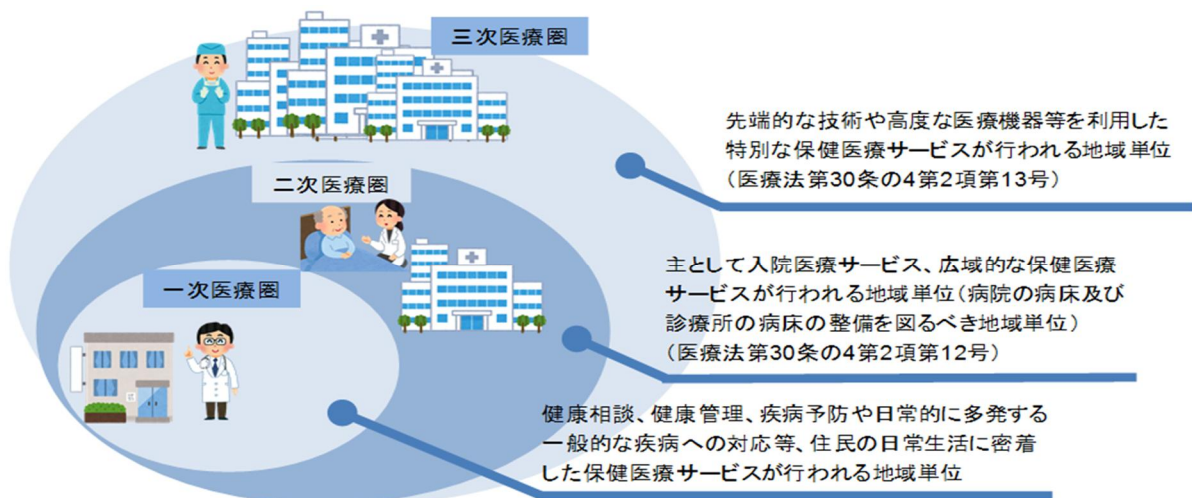 三次医療圏
先端的な技術や高度な医療機器等を利用した
特別な保健医療サービスが行われる地域単位
(医療法第30条の4第2項第13号)
二次医療圏
主として入院医療サービス、広域的な保健医療
サービスが行われる地域単位(病院の病床及び
診療所の病床の整備を図るべき地域単位)
(医療法第30条の4第2項第12号)
一次医療圏
健康相談、健康管理、疾病予防や日常的に多発する
一般的な疾病への対応等、住民の日常生活に密着
した保健医療サービスが行われる地域単位